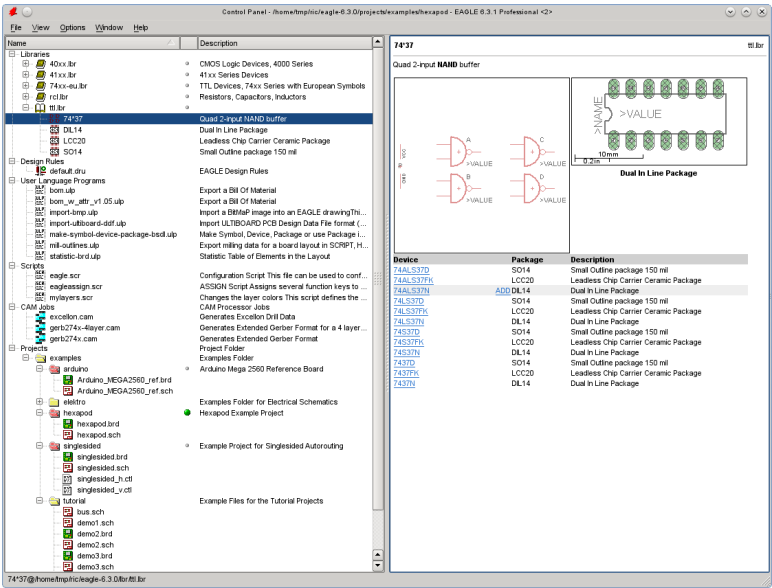 Control Panel - /home/tmp/ric/eagle-6.3.0/projects/examples/hexapod - EAGLE 6.3.1 Professional <2>
File View Options Window Help
Name Description
Libraries
40xx.lbr CMOS Logic Devices, 4000 Series
41xx.lbr 41xx Series Devices
74xx-eu.lbr TTL Devices, 74xx Series with European Symbols
rcl.lbr Resistors, Capacitors, Inductors
ttl.lbr
74*37 Quad 2-input NAND buffer
DIL14 Dual In Line Package
LCC20 Leadless Chip Carrier Ceramic Package
SO14 Small Outline package 150 mil
Design Rules
default.dru EAGLE Design Rules
User Language Programs
bom.ulp Export a Bill Of Material
bom_w_attr_v1.05.ulp Export a Bill Of Material
import-bmp.ulp Import a BitMaP image into an EAGLE drawingThi...
import-ultiboard-ddf.ulp Import ULTIBOARD PCB Design Data File format (...
make-symbol-device-package-bsdl.ulp Make Symbol, Device, Package or use Package i...
mill-outlines.ulp Export milling data for a board layout in SCRIPT, H...
statistic-brd.ulp Statistic Table of Elements in the Layout
Scripts
eagle.scr Configuration Script This file can be used to conf...
eagleassign.scr ASSIGN Script Assigns several function keys to ...
mylayers.scr Changes the layer colors This script defines the ...
CAM Jobs CAM Processor Jobs
excellon.cam Generates Excellon Drill Data
gerb274x-4layer.cam Generates Extended Gerber Format for a 4 layer...
gerb274x.cam Generates Extended Gerber Format
Projects Project Folder
examples Examples Folder
arduino Arduino Mega 2560 Reference Board
Arduino_MEGA2560_ref.brd
Arduino_MEGA2560_ref.sch
elektro Examples Folder for Electrical Schematics
hexapod Hexapod Example Project
hexapod.brd
hexapod.sch
singlesided Example Project for Singlesided Autorouting
singlesided.brd
singlesided.sch
singlesided_h.ctl
singlesided_v.ctl
tutorial Example Files for the Tutorial Projects
bus.sch
demo1.sch
demo2.brd
demo2.sch
demo3.brd
demo3.sch
74*37 ttl.lbr
Quad 2-input NAND buffer
A C
>VALUE >VALUE
B D
>VALUE >VALUE
VCC
GND
>NAME
>VALUE
10mm
0.2in
Dual In Line Package
Device Package Description
74ALS37D SO14 Small Outline package 150 mil
74ALS37FK LCC20 Leadless Chip Carrier Ceramic Package
74ALS37N ADD DIL14 Dual In Line Package
74LS37D SO14 Small Outline package 150 mil
74LS37FK LCC20 Leadless Chip Carrier Ceramic Package
74LS37N DIL14 Dual In Line Package
74S37D SO14 Small Outline package 150 mil
74S37FK LCC20 Leadless Chip Carrier Ceramic Package
74S37N DIL14 Dual In Line Package
7437D SO14 Small Outline package 150 mil
7437FK LCC20 Leadless Chip Carrier Ceramic Package
7437N DIL14 Dual In Line Package
74*37@/home/tmp/ric/eagle-6.3.0/lbr/ttl.lbr